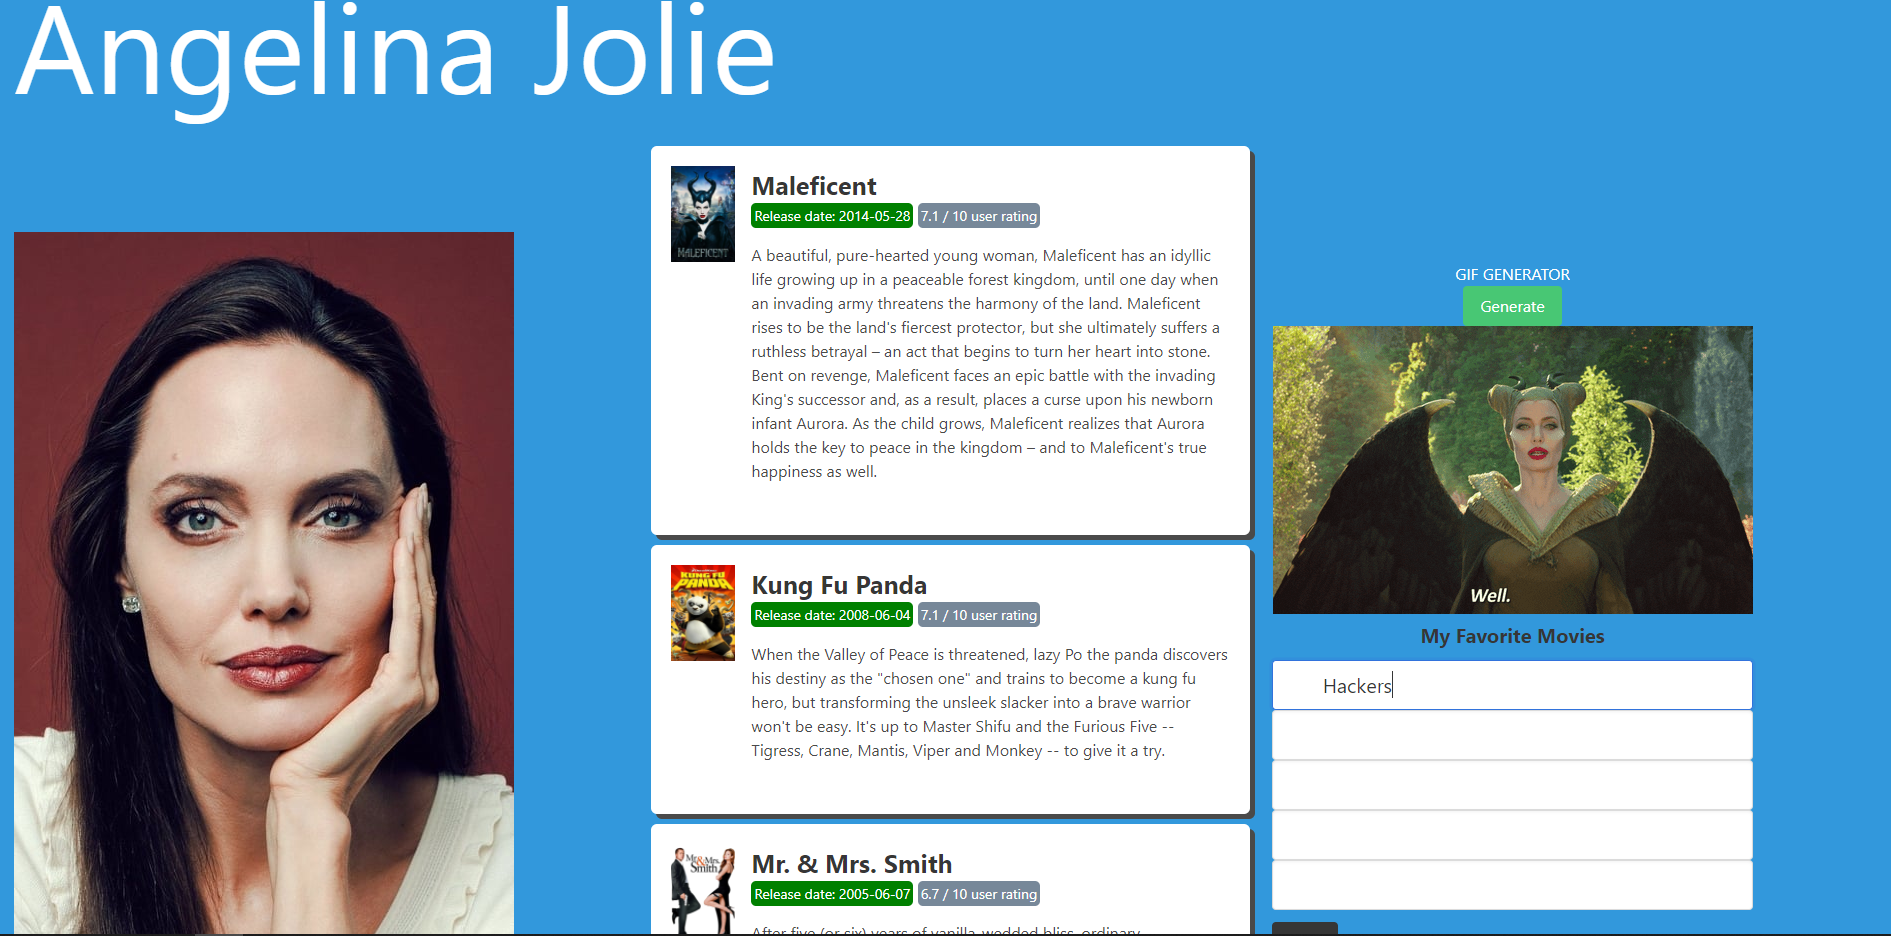 Angelina Jolie
MALEFICENT
Maleficent
Release date: 2014-05-28 7.1 / 10 user rating
A beautiful, pure-hearted young woman, Maleficent has an idyllic
life growing up in a peaceable forest kingdom, until one day when
an invading army threatens the harmony of the land. Maleficent
rises to be the land's fiercest protector, but she ultimately suffers a
ruthless betrayal – an act that begins to turn her heart into stone.
Bent on revenge, Maleficent faces an epic battle with the invading
King's successor and, as a result, places a curse upon his newborn
infant Aurora. As the child grows, Maleficent realizes that Aurora
holds the key to peace in the kingdom – and to Maleficent's true
happiness as well.
KUNG FU
PANDA
Kung Fu Panda
Release date: 2008-06-04 7.1 / 10 user rating
When the Valley of Peace is threatened, lazy Po the panda discovers
his destiny as the "chosen one" and trains to become a kung fu
hero, but transforming the unsleek slacker into a brave warrior
won't be easy. It's up to Master Shifu and the Furious Five --
Tigress, Crane, Mantis, Viper and Monkey -- to give it a try.
Mr. & Mrs.
Smith
Mr. & Mrs. Smith
Release date: 2005-06-07 6.7 / 10 user rating
After five (or six) years of vanilla-wedded bliss, ordinary
GIF GENERATOR
Generate
Well.
My Favorite Movies
Hackers